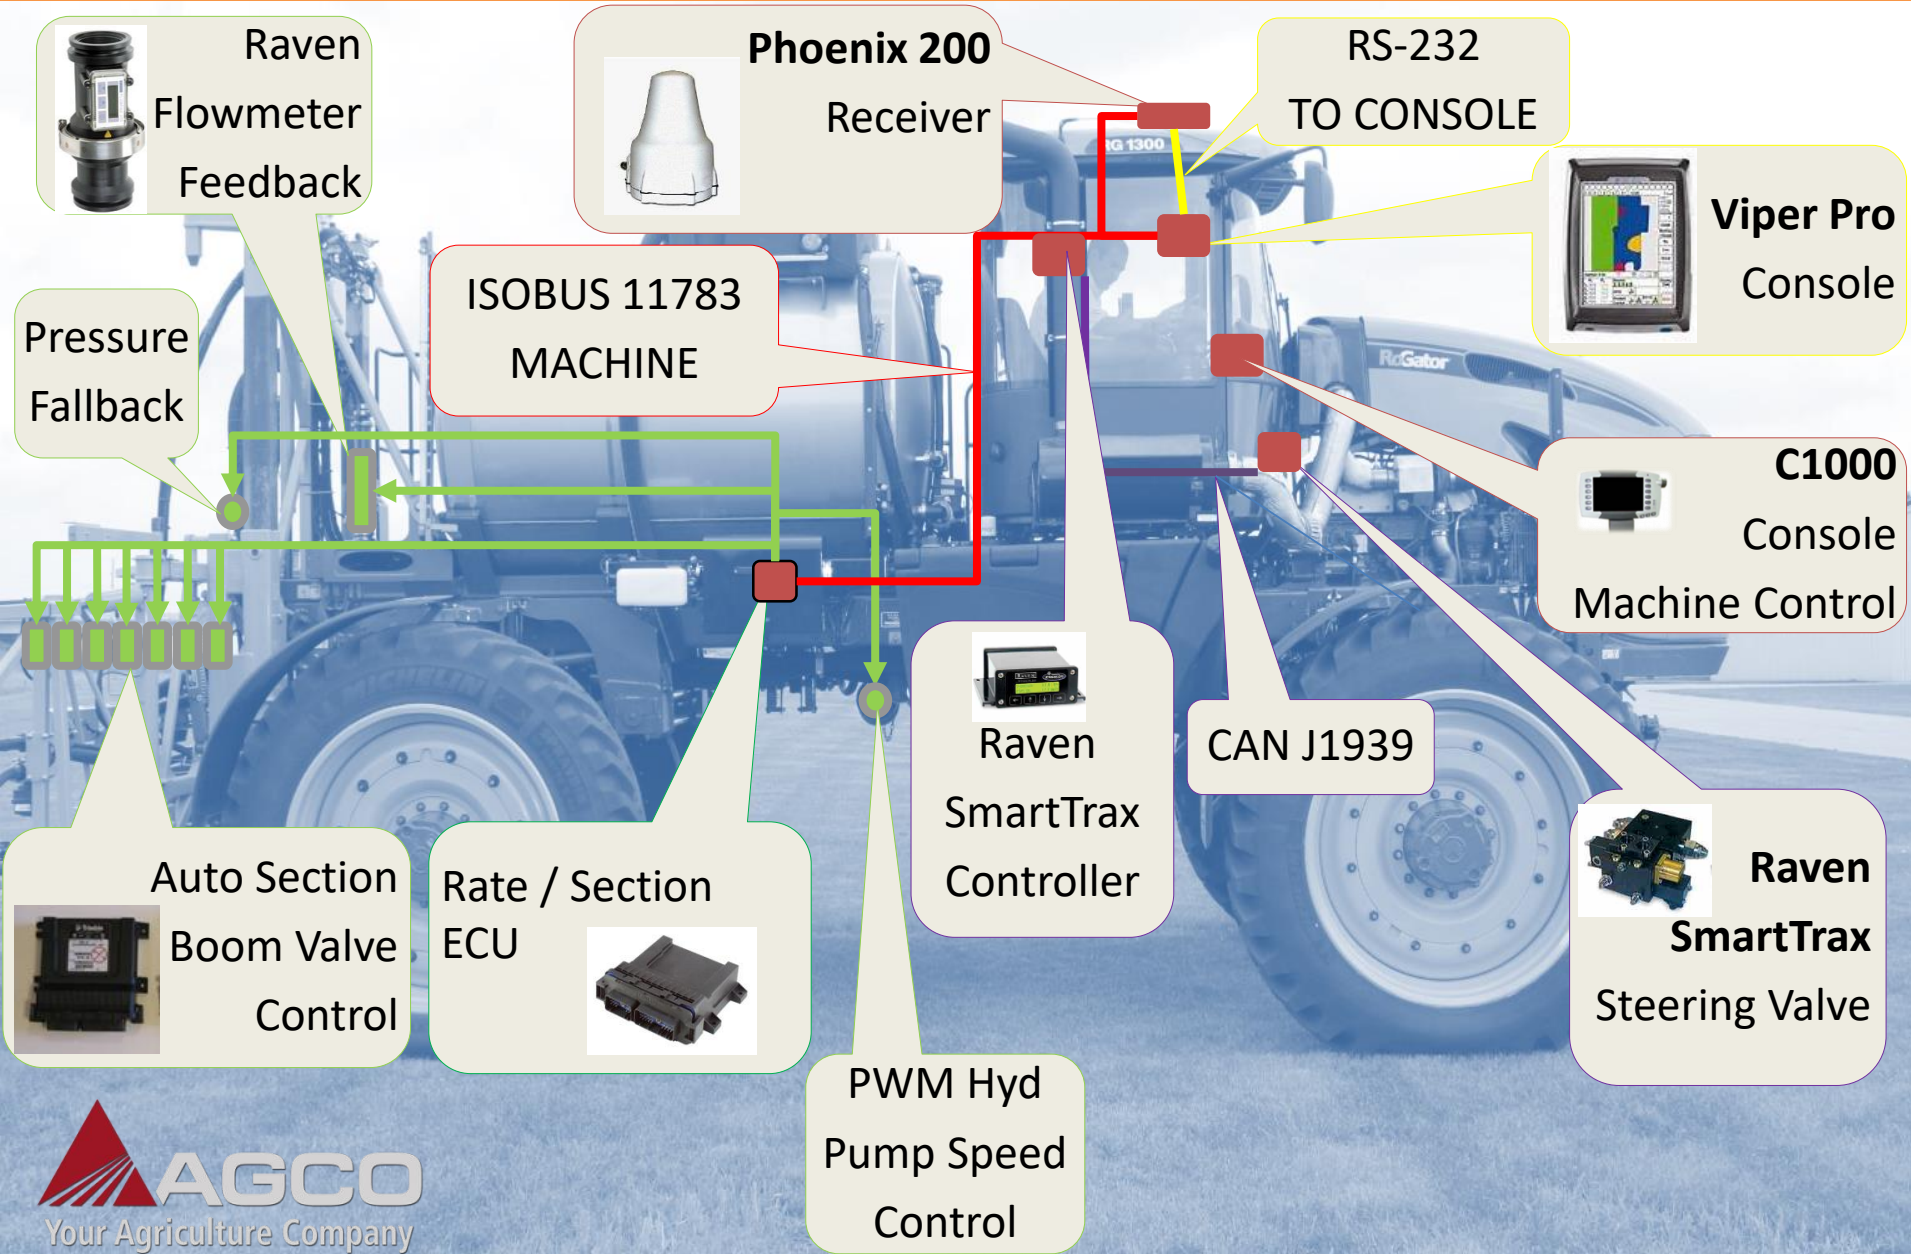 Raven
Flowmeter
Feedback
Phoenix 200
Receiver
RS-232
TO CONSOLE
RG 1300
Viper Pro
Console
ISOBUS 11783
MACHINE
Pressure
Fallback
RoGator
C1000
Console
Machine Control
Raven
SmartTrax
Controller
CAN J1939
Raven
SmartTrax
Steering Valve
Auto Section
Boom Valve
Control
Trimble
Rate / Section
ECU
PWM Hyd
Pump Speed
Control
AGCO
Your Agriculture Company